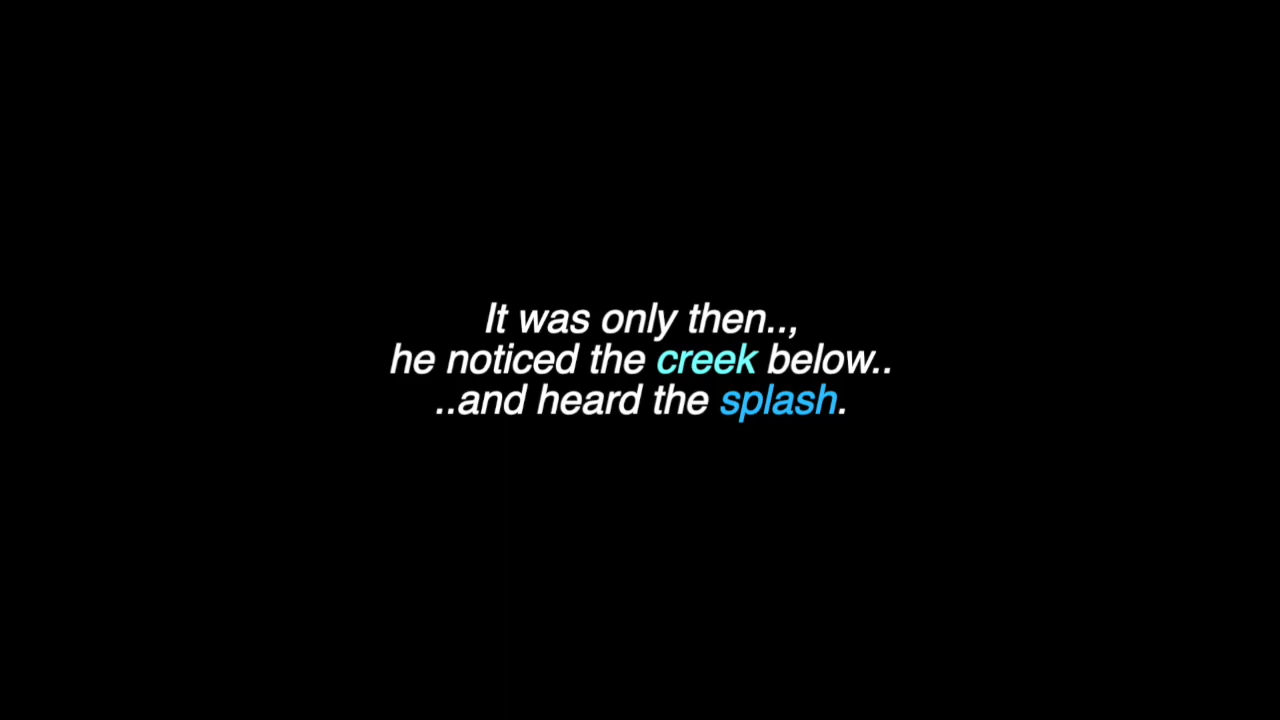 It was only then..,
he noticed the creek below..
..and heard the splash.